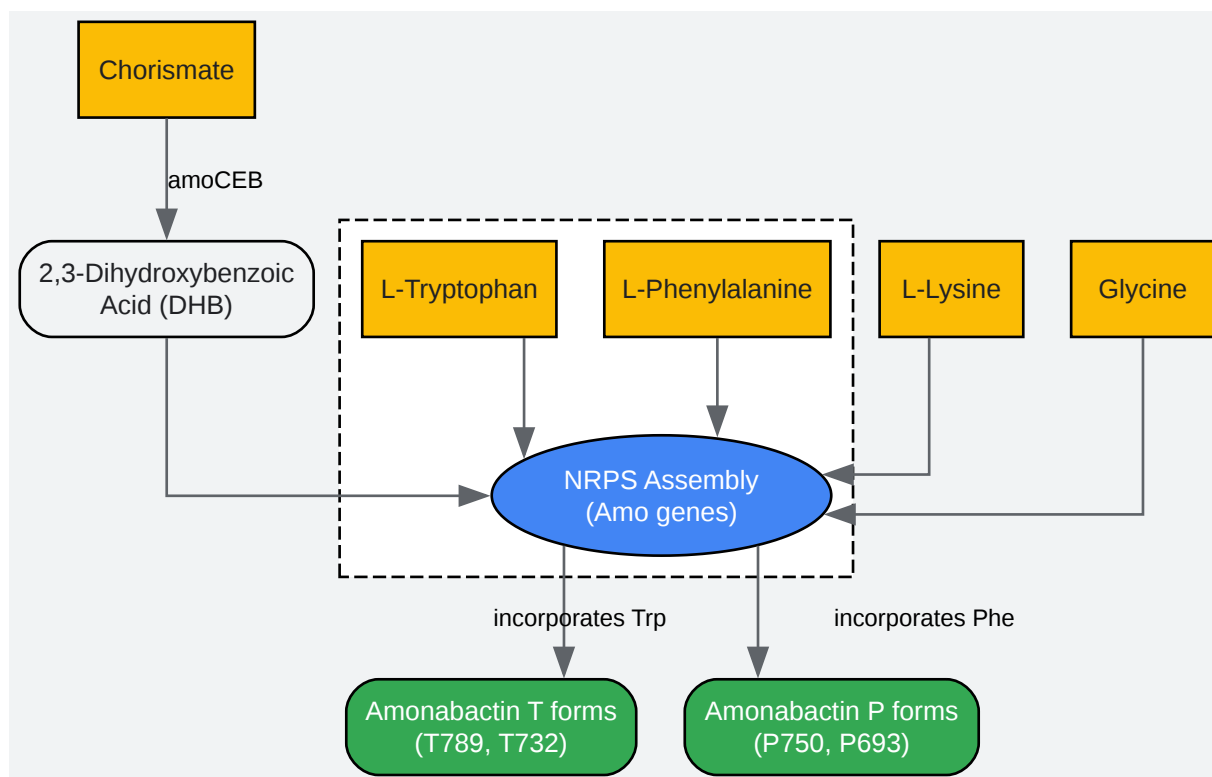 Chorismate
amoCEB
2,3-Dihydroxybenzoic
Acid (DHB)
L-Tryptophan
L-Phenylalanine
L-Lysine
Glycine
NRPS Assembly
(Amo genes)
incorporates Trp
incorporates Phe
Amonabactin T forms
(T789, T732)
Amonabactin P forms
(P750, P693)